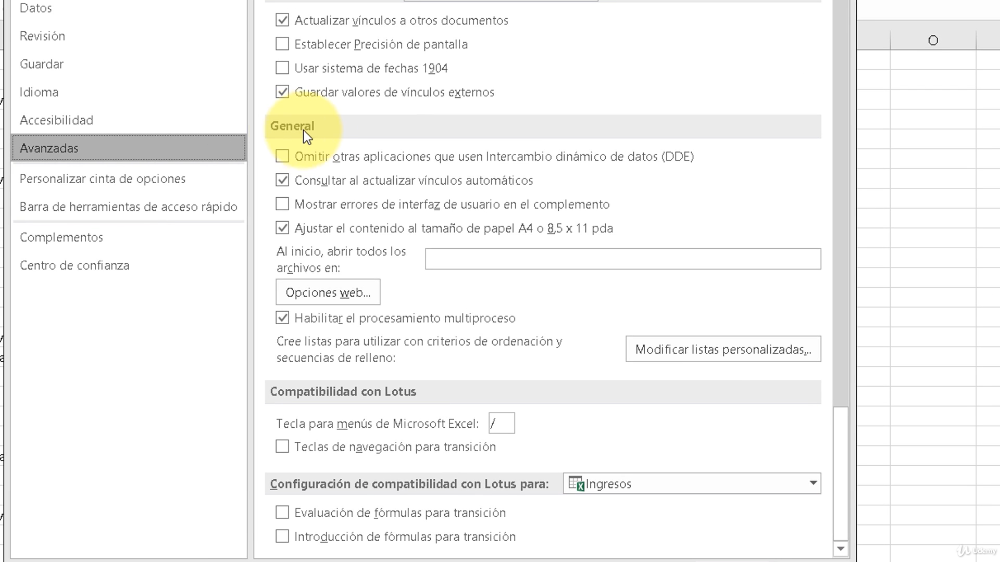 Datos
Revisión
Guardar
Idioma
Accesibilidad
Avanzadas
Personalizar cinta de opciones
Barra de herramientas de acceso rápido
Complementos
Centro de confianza
Actualizar vínculos a otros documentos
Establecer Precisión de pantalla
Usar sistema de fechas 1904
Guardar valores de vínculos externos
General
Omitir otras aplicaciones que usen Intercambio dinámico de datos (DDE)
Consultar al actualizar vínculos automáticos
Mostrar errores de interfaz de usuario en el complemento
Ajustar el contenido al tamaño de papel A4 o 8,5 x 11 pda
Al inicio, abrir todos los
archivos en:
Opciones web...
Habilitar el procesamiento multiproceso
Cree listas para utilizar con criterios de ordenación y
secuencias de relleno:
Modificar listas personalizadas...
Compatibilidad con Lotus
Tecla para menús de Microsoft Excel: /
Teclas de navegación para transición
Configuración de compatibilidad con Lotus para: Ingresos
Evaluación de fórmulas para transición
Introducción de fórmulas para transición
O
Udemy